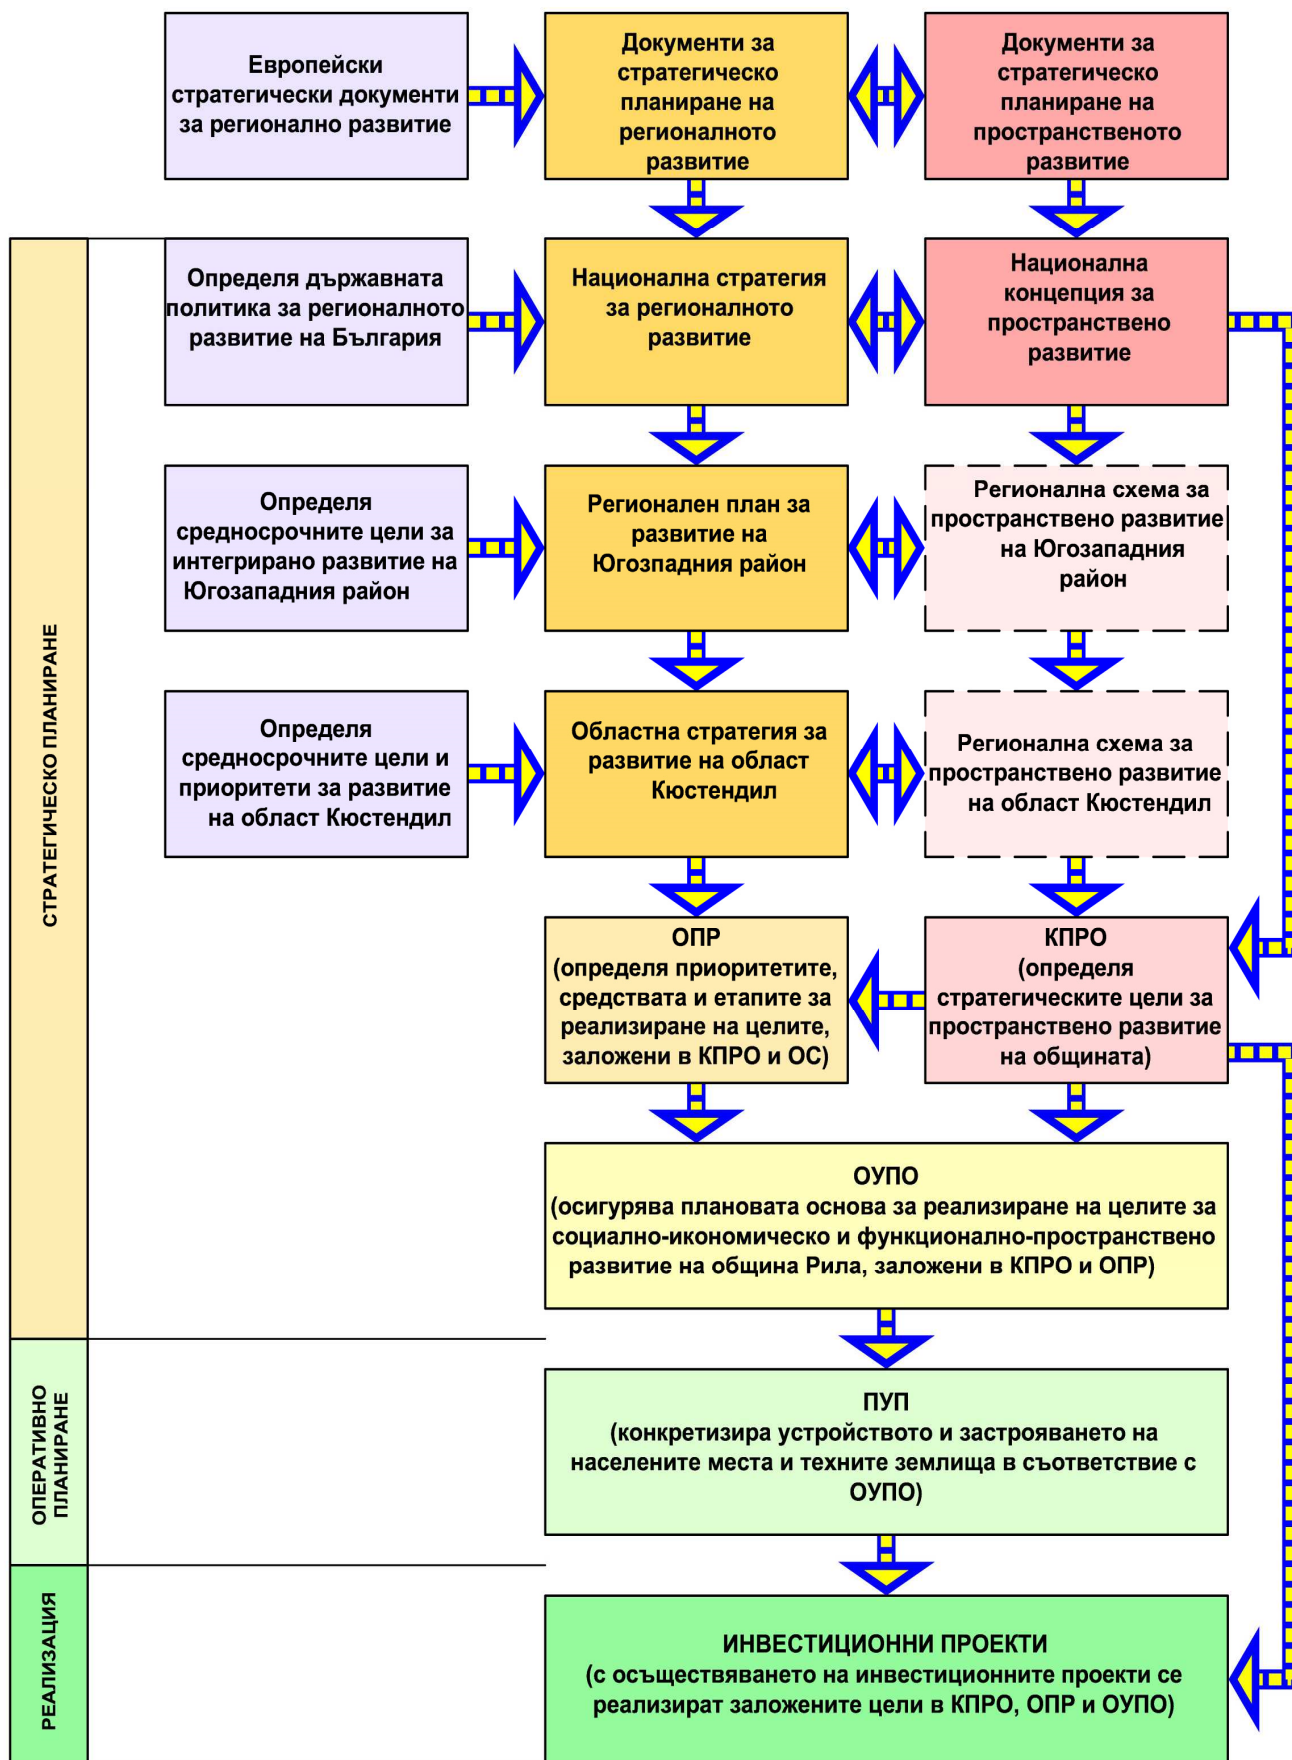 Европейски
стратегически документи
за регионално развитие
Документи за
стратегическо
планиране на
регионалното
развитие
Документи за
стратегическо
планиране на
пространственото
развитие
СТРАТЕГИЧЕСКО ПЛАНИРАНЕ
Определя държавната
политика за регионалното
развитие на България
Национална стратегия
за регионалното
развитие
Национална
концепция за
пространствено
развитие
Определя
средносрочните цели за
интегрирано развитие на
Югозападния район
Регионален план за
развитие на
Югозпадния район
Регионална схема за
пространствено развитие
на Югозападния
район
Определя
средносрочните цели и
приоритети за развитие
на област Кюстендил
Областна стратегия за
развитие на област
Кюстендил
Регионална схема за
пространствено развитие
на област Кюстендил
ОПР
(определя приоритетите,
средствата и етапите за
реализиране на целите,
заложени в КПРО и ОС)
КПРО
(определя
стратегическите цели за
пространствено развитие
на общината)
ОУПО
(осигурява плановата основа за реализиране на целите за
социално-икономическо и функционално-пространствено
развитие на община Рила, заложени в КПРО и ОПР)
ОПЕРАТИВНО
ПЛАНИРАНЕ
ПУП
(конкретизира устройството и застрояването на
населените места и техните землища в съответствие с
ОУПО)
РЕАЛИЗАЦИЯ
ИНВЕСТИЦИОННИ ПРОЕКТИ
(с осъществяването на инвестиционните проекти се
реализират заложените цели в КПРО, ОПР и ОУПО)